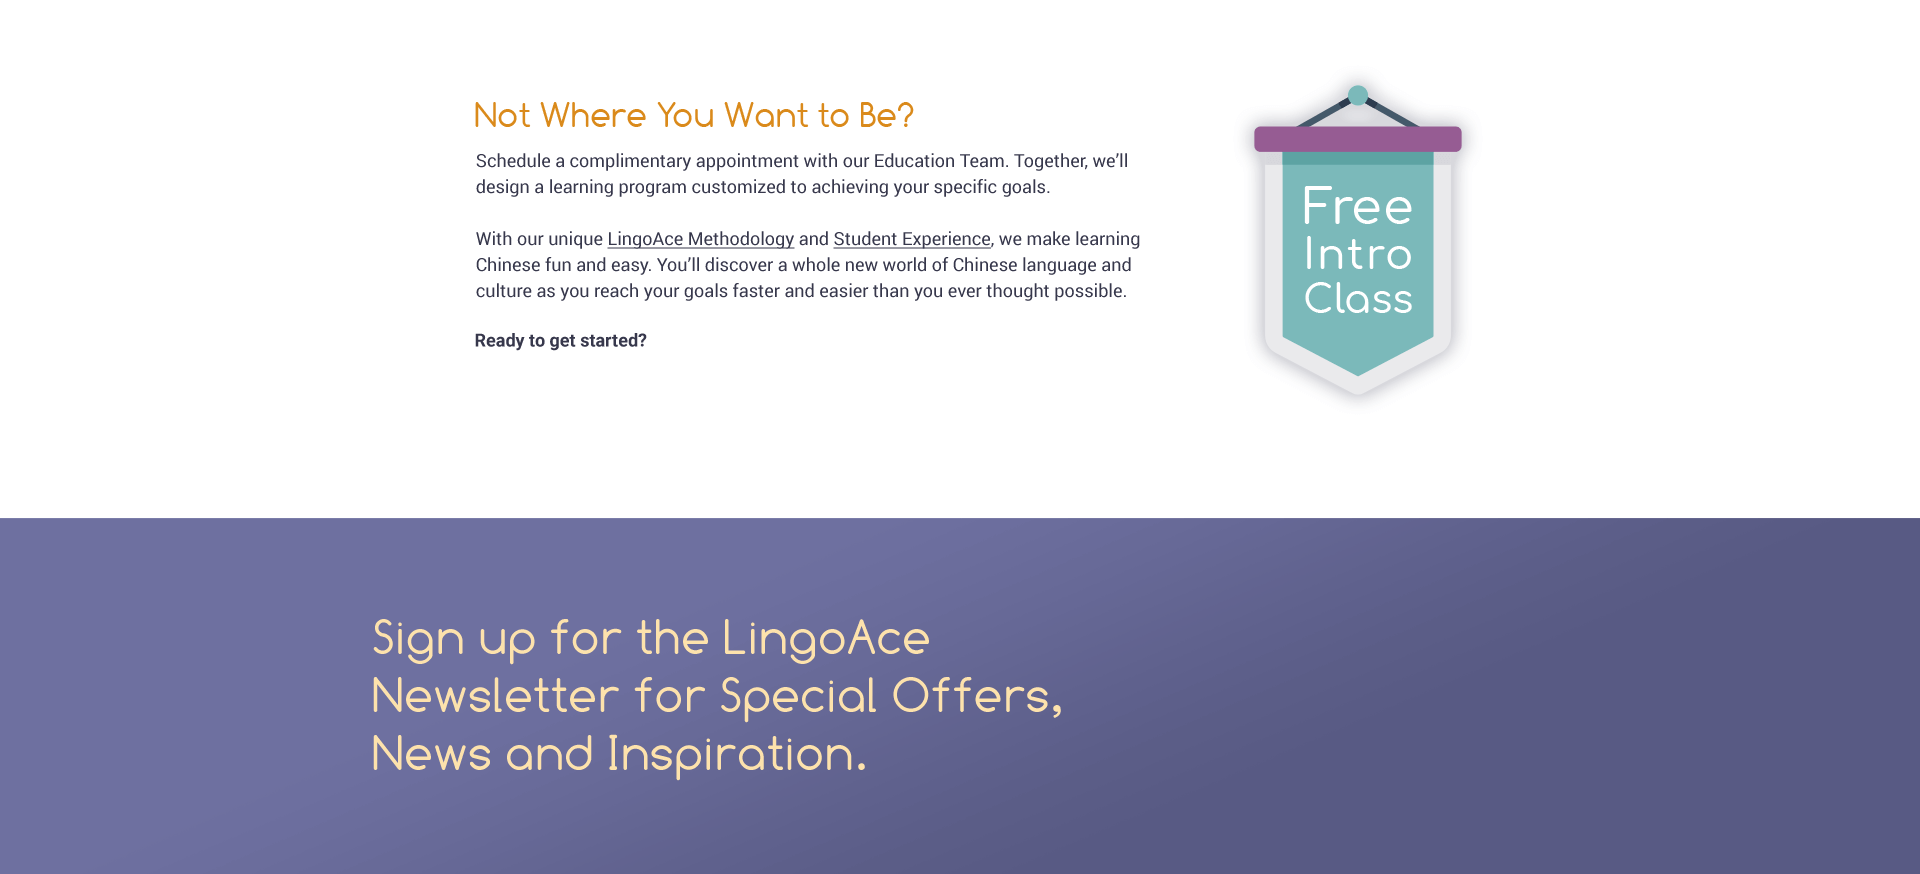 Not Where You Want to Be?
Schedule a complimentary appointment with our Education Team. Together, we’ll
design a learning program customized to achieving your specific goals.
With our unique LingoAce Methodology and Student Experience, we make learning
Chinese fun and easy. You’ll discover a whole new world of Chinese language and
culture as you reach your goals faster and easier than you ever thought possible.
Ready to get started?
Free
Intro
Class
Sign up for the LingoAce
Newsletter for Special Offers,
News and Inspiration.